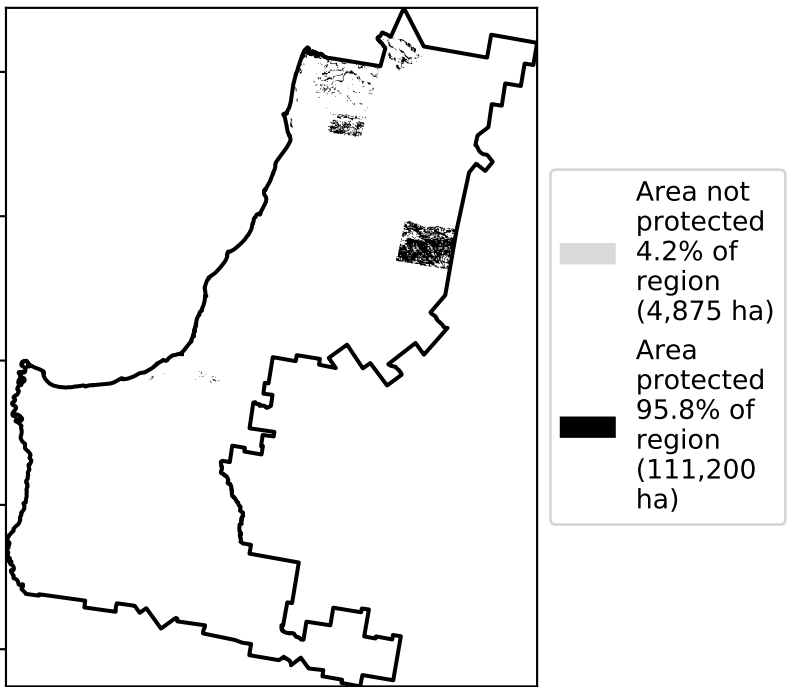 Area not
protected
4.2% of
region
(4,875 ha)
Area
protected
95.8% of
region
(111,200
ha)